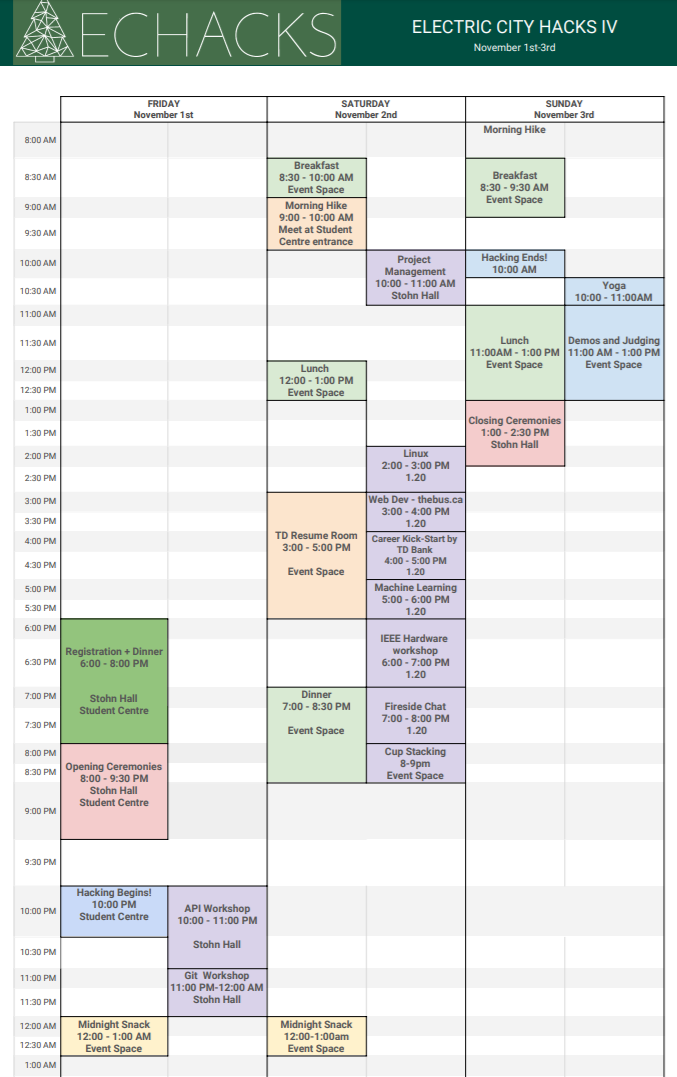 ECHACKS
ELECTRIC CITY HACKS IV
November 1st-3rd
FRIDAY
November 1st
SATURDAY
November 2nd
SUNDAY
November 3rd
8:00 AM
Morning Hike
8:30 AM
Breakfast
8:30 - 10:00 AM
Event Space
Breakfast
8:30 - 9:30 AM
Event Space
9:00 AM
9:30 AM
Morning Hike
9:00 - 10:00 AM
Meet at Student
Centre entrance
10:00 AM
10:30 AM
Project
Management
10:00 - 11:00 AM
Stohn Hall
Hacking Ends!
10:00 AM
Yoga
10:00 - 11:00AM
11:00 AM
11:30 AM
Lunch
11:00AM - 1:00 PM
Event Space
Demos and Judging
11:00 AM - 1:00 PM
Event Space
12:00 PM
12:30 PM
Lunch
12:00 - 1:00 PM
Event Space
1:00 PM
1:30 PM
Closing Ceremonies
1:00 - 2:30 PM
Stohn Hall
2:00 PM
2:30 PM
Linux
2:00 - 3:00 PM
1.20
3:00 PM
3:30 PM
TD Resume Room
3:00 - 5:00 PM
Event Space
Web Dev - thebus.ca
3:00 - 4:00 PM
1.20
4:00 PM
4:30 PM
Career Kick-Start by
TD Bank
4:00 - 5:00 PM
1.20
5:00 PM
5:30 PM
Machine Learning
5:00 - 6:00 PM
1.20
6:00 PM
6:30 PM
Registration + Dinner
6:00 - 8:00 PM
Stohn Hall
Student Centre
IEEE Hardware
workshop
6:00 - 7:00 PM
1.20
7:00 PM
7:30 PM
Dinner
7:00 - 8:30 PM
Event Space
Fireside Chat
7:00 - 8:00 PM
1.20
8:00 PM
8:30 PM
Opening Ceremonies
8:00 - 9:30 PM
Stohn Hall
Student Centre
Cup Stacking
8-9pm
Event Space
9:00 PM
9:30 PM
10:00 PM
10:30 PM
Hacking Begins!
10:00 PM
Student Centre
API Workshop
10:00 - 11:00 PM
Stohn Hall
11:00 PM
11:30 PM
Git Workshop
11:00 PM-12:00 AM
Stohn Hall
12:00 AM
12:30 AM
Midnight Snack
12:00 - 1:00 AM
Event Space
Midnight Snack
12:00-1:00am
Event Space
1:00 AM